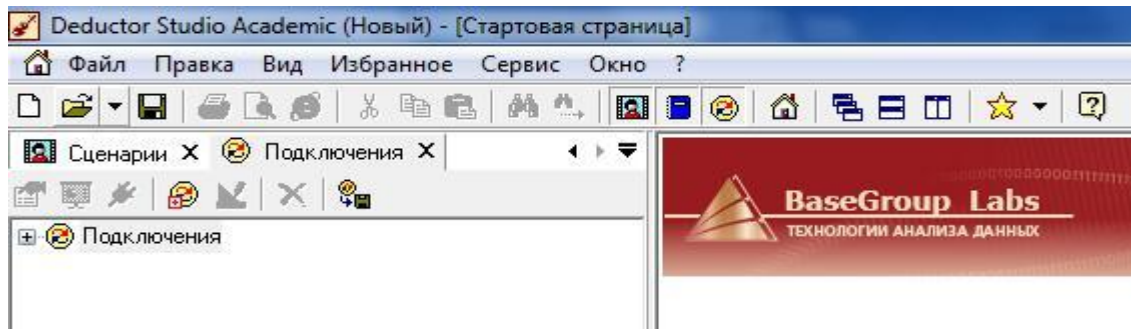 Deductor Studio Academic (Новый) - [Стартовая страница]
Файл Правка Вид Избранное Сервис Окно ?
Сценарии X Подключения X
BaseGroup Labs
ТЕХНОЛОГИИ АНАЛИЗА ДАННЫХ
Подключения